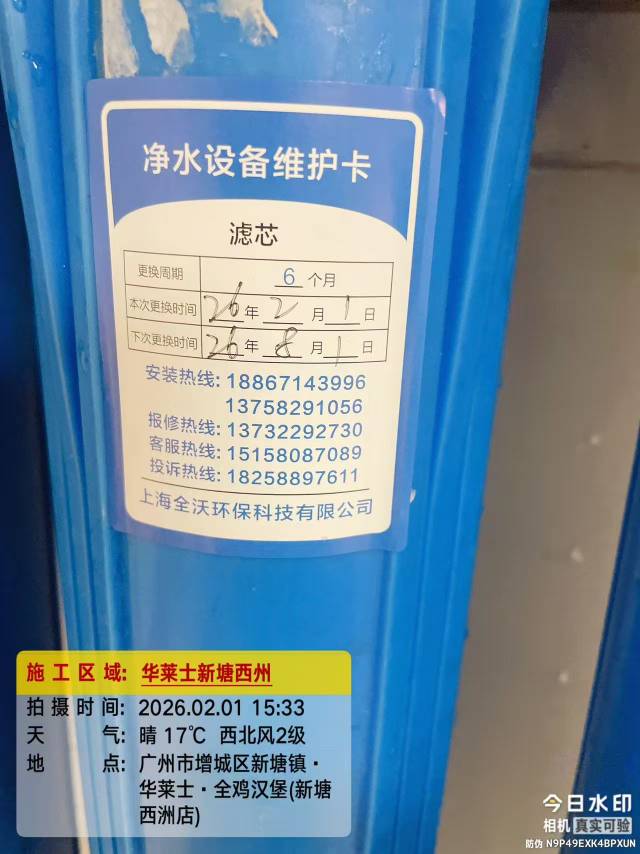 净水设备维护卡
滤芯
更换周期 6 个月
本次更换时间 26 年 2 月 1 日
下次更换时间 26 年 8 月 1 日
安装热线: 18867143996
13758291056
报修热线: 13732292730
客服热线: 15158087089
投诉热线: 18258897611
上海全沃环保科技有限公司
施工区域: 华莱士新塘西州
拍摄时间: 2026.02.01 15:33
天气: 晴 17℃ 西北风2级
地点: 广州市增城区新塘镇·
华莱士·全鸡汉堡(新塘
西洲店)
今日水印
相机 真实可验
防伪 N9P49EXK4BPXUN